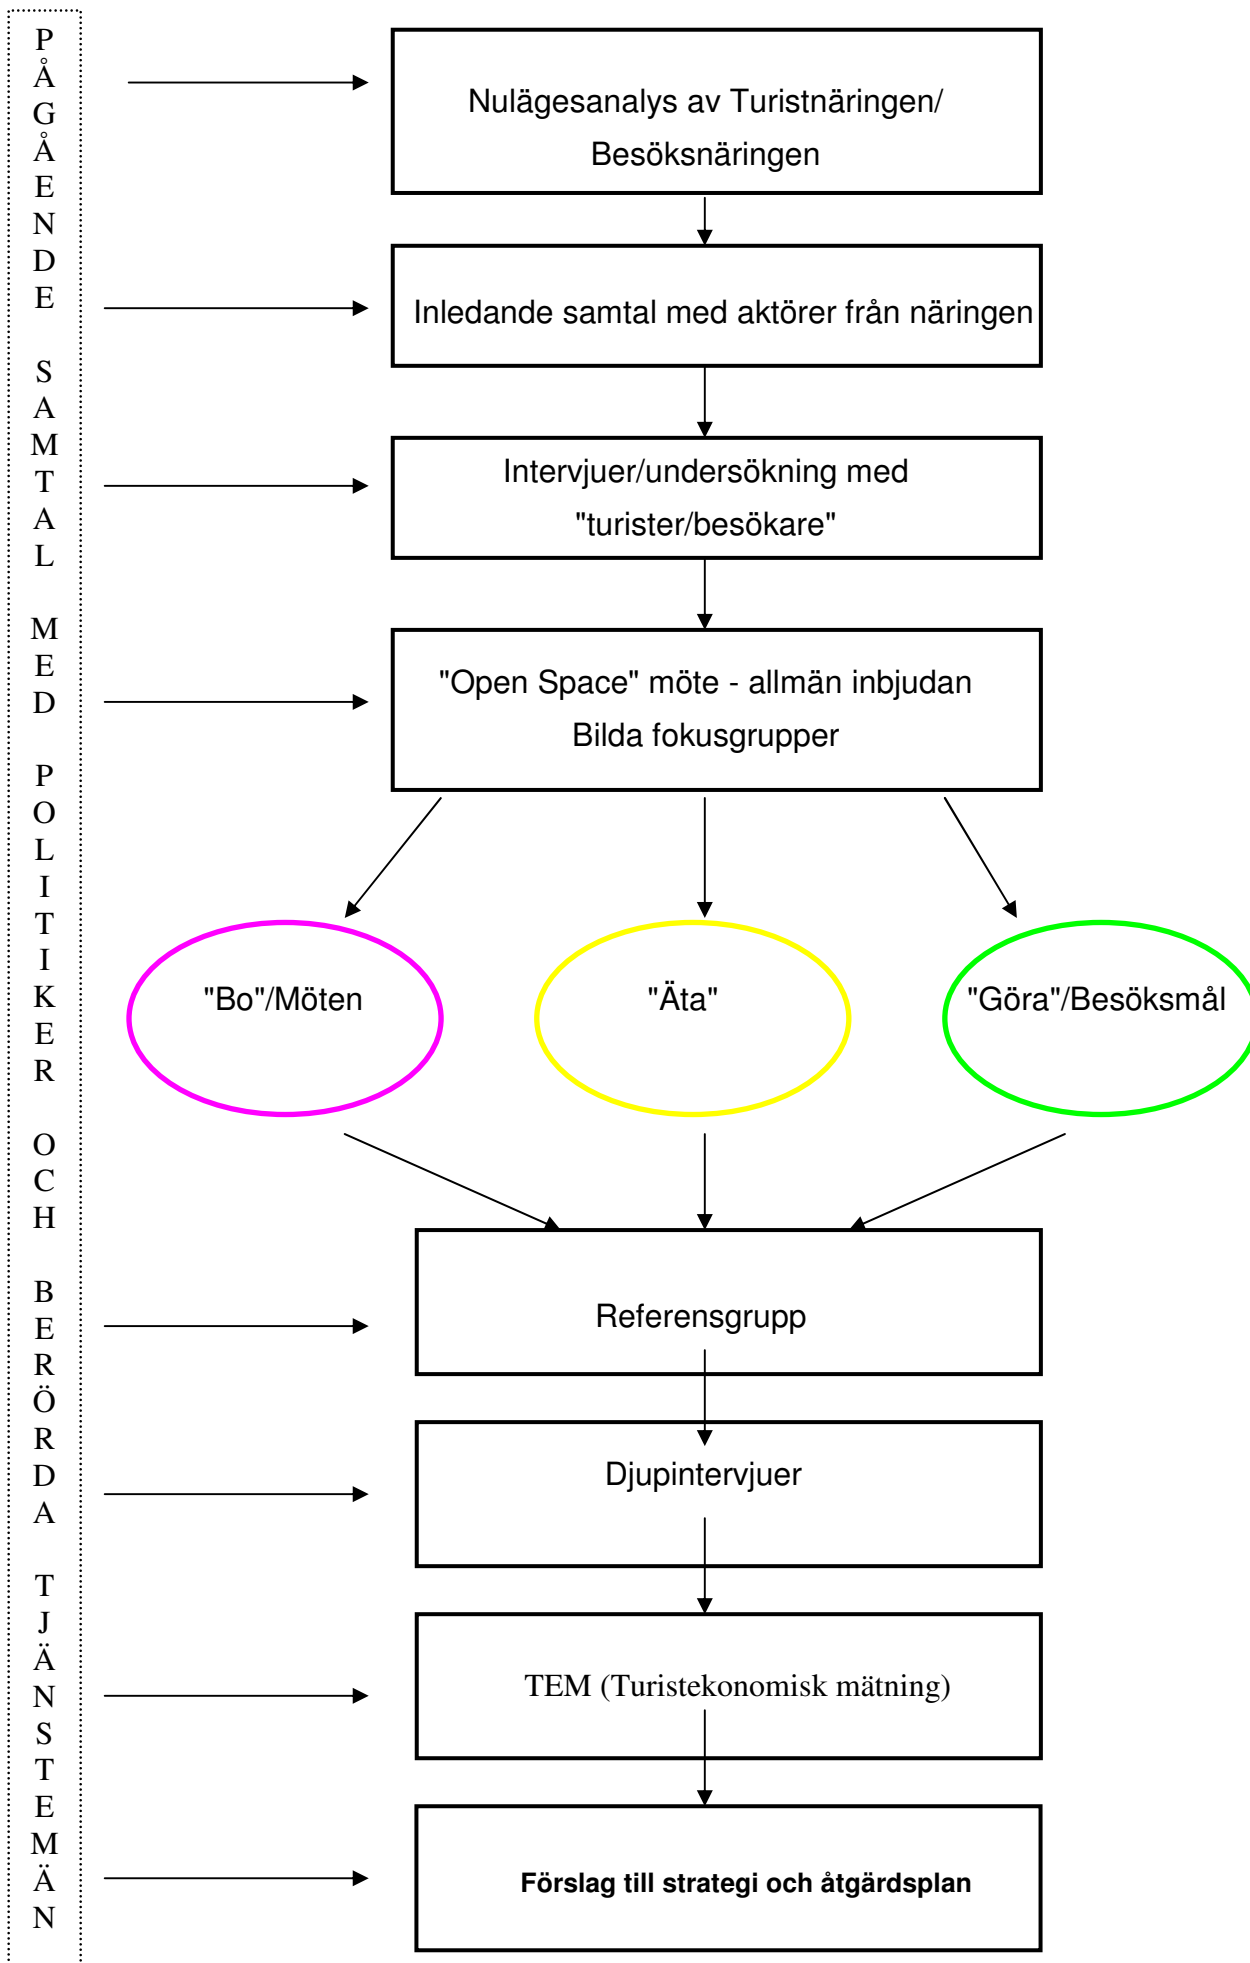 PÅGÅENDE SAMTAL MED POLITIKER OCH BERÖRDA TJÄNSTEMÄN
Nulägesanalys av Turistnäringen/
Besöksnäringen
Inledande samtal med aktörer från näringen
Intervjuer/undersökning med
"turister/besökare"
"Open Space" möte - allmän inbjudan
Bilda fokusgrupper
"Bo"/Möten
"Äta"
"Göra"/Besöksmål
Referensgrupp
Djupintervjuer
TEM (Turistekonomisk mätning)
Förslag till strategi och åtgärdsplan